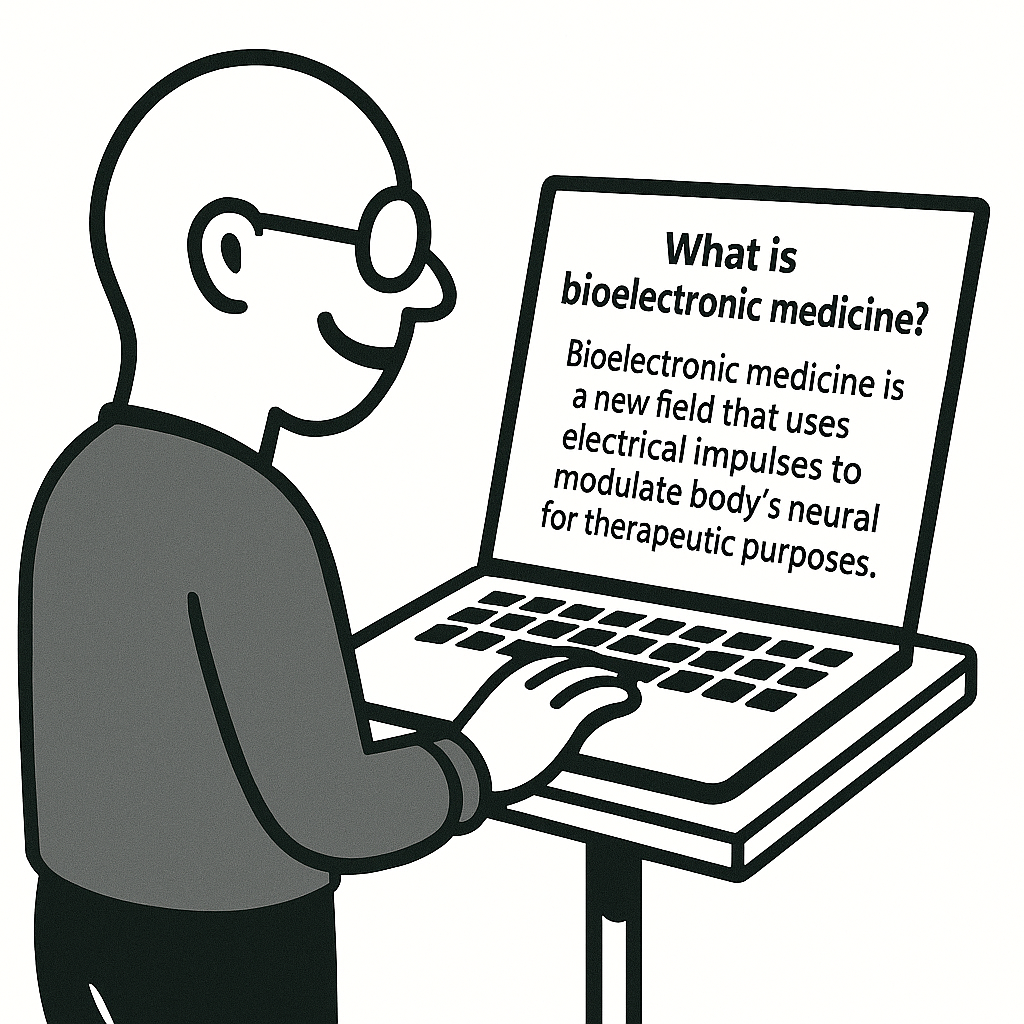 What is
bioelectronic medicine?
Bioelectronic medicine is
a new field that uses
electrical impulses to
modulate body’s neural
for therapeutic purposes.